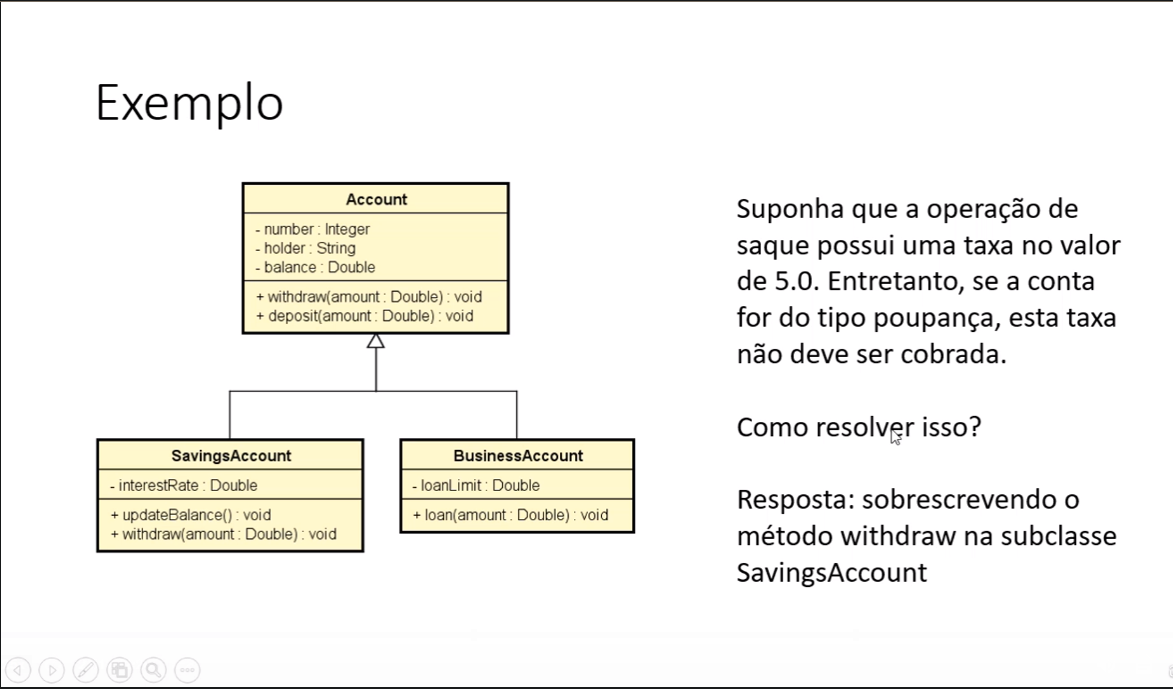 Exemplo
Account
- number : Integer
- holder : String
- balance : Double
+ withdraw(amount : Double) : void
+ deposit(amount : Double) : void
SavingsAccount
- interestRate : Double
+ updateBalance() : void
+ withdraw(amount : Double) : void
BusinessAccount
- loanLimit : Double
+ loan(amount : Double) : void
Suponha que a operação de
saque possui uma taxa no valor
de 5.0. Entretanto, se a conta
for do tipo poupança, esta taxa
não deve ser cobrada.
Como resolver isso?
Resposta: sobrescrevendo o
método withdraw na subclasse
SavingsAccount